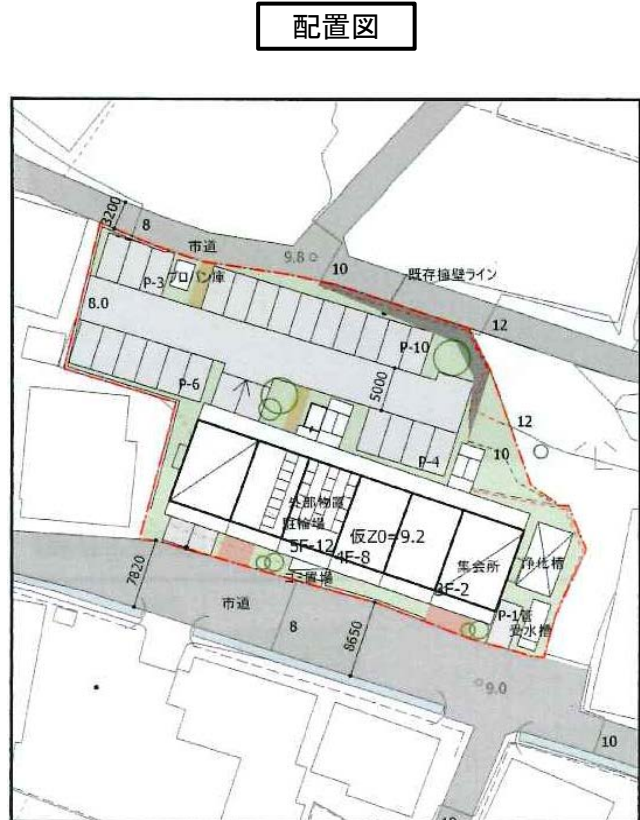 配置図
3200
8
市道
9.8
10
既存擁壁ライン
P-3
プロパン庫
8.0
12
P-10
P-6
5000
12
P-4
10
外部物置
駐輪場
仮Z0=9.2
5F-12
4F-8
集会所
浄化槽
ゴミ置場
3F-2
7820
市道
P-1
受水槽
8
8650
9.0
10